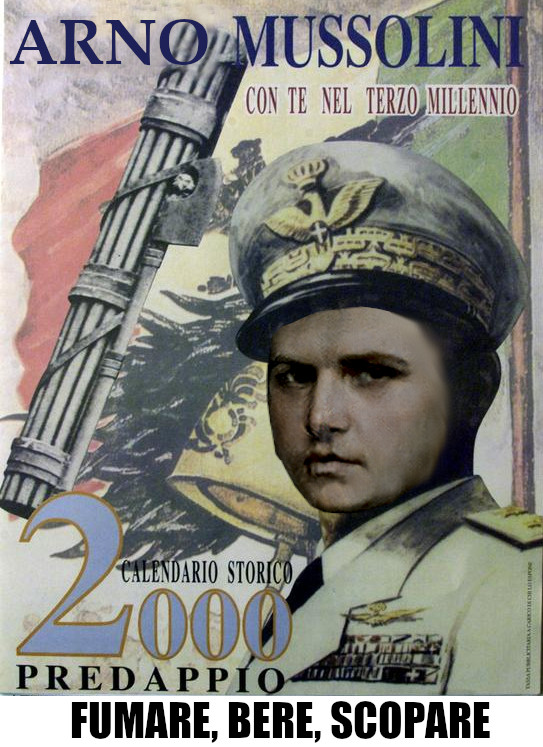 ARNO MUSSOLINI
CON TE NEL TERZO MILLENNIO
CALENDARIO STORICO
2000
PREDAPPIO
FUMARE, BERE, SCOPARE